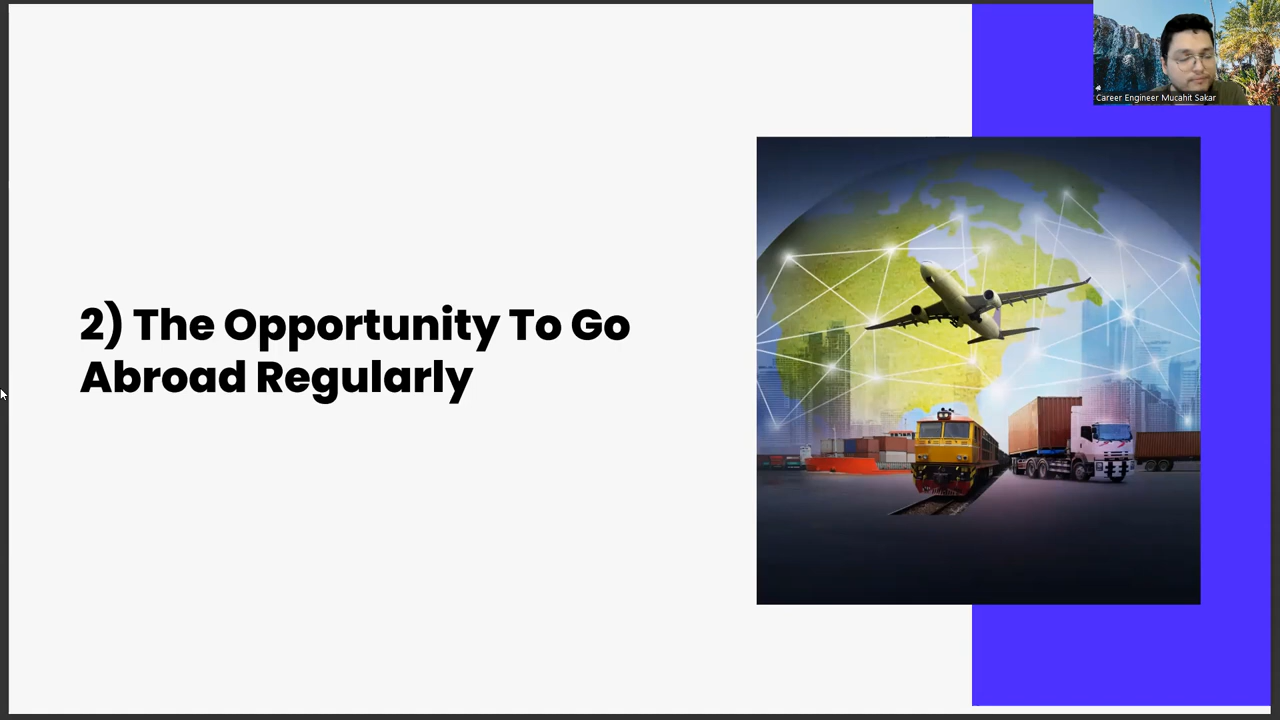 Career Engineer Mucahit Sakar
2) The Opportunity To Go
Abroad Regularly